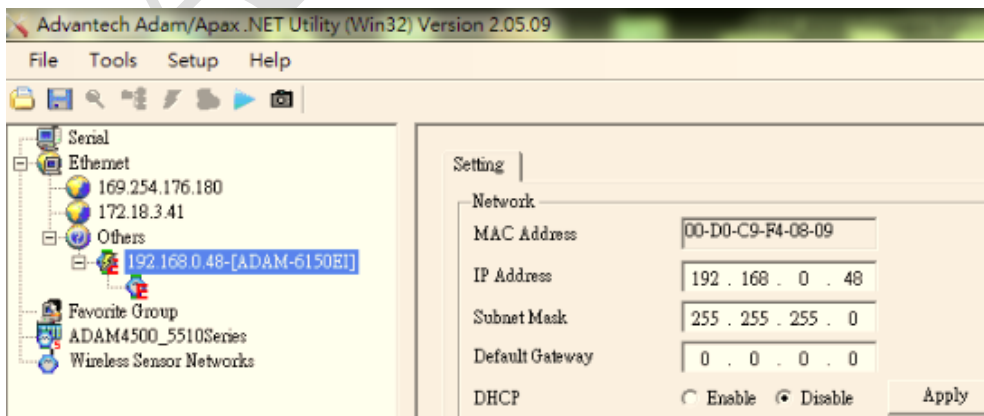 Advantech Adam/Apax .NET Utility (Win32) Version 2.05.09
File Tools Setup Help
Serial
Ethernet
169.254.176.180
172.18.3.41
Others
192.168.0.48-[ADAM-6150EI]
Favorite Group
ADAM4500_5510Series
Wireless Sensor Networks
Setting
Network
MAC Address 00-D0-C9-F4-08-09
IP Address 192 . 168 . 0 . 48
Subnet Mask 255 . 255 . 255 . 0
Default Gateway 0 . 0 . 0 . 0
DHCP Enable Disable Apply